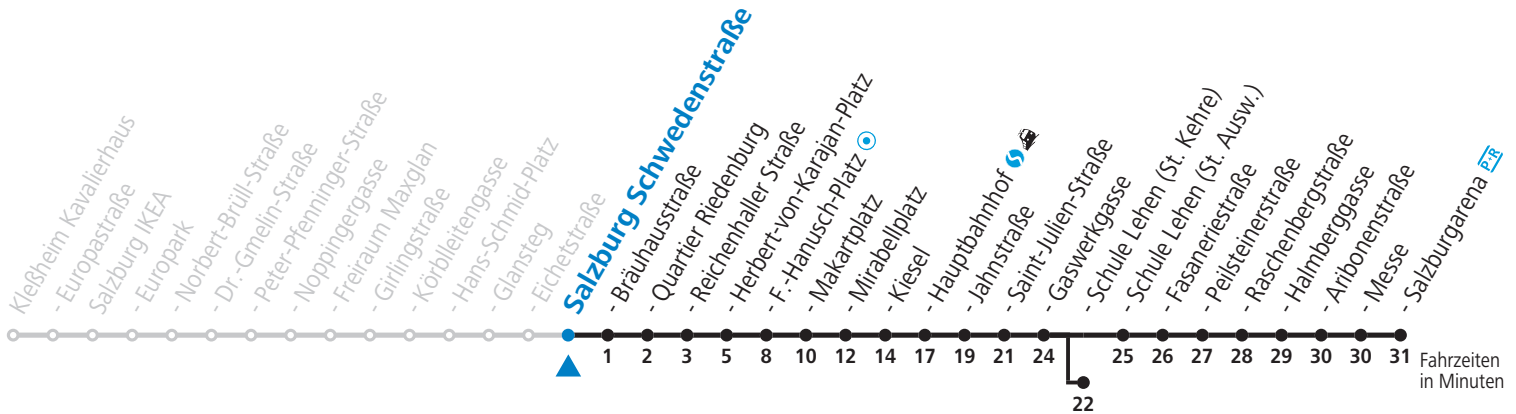 Kleßheim Kavalierhaus
- Europastraße
Salzburg IKEA
- Europark
- Norbert-Brüll-Straße
- Dr.-Gmelin-Straße
- Peter-Pfenninger-Straße
- Noppingergasse
- Freiraum Maxglan
- Girlingstraße
- Körblleitengasse
- Hans-Schmid-Platz
- Glansteg
- Eichetstraße
Salzburg Schwedenstraße
- Bräuhausstraße
- Quartier Riedenburg
- Reichenhaller Straße
- Herbert-von-Karajan-Platz
- F.-Hanusch-Platz
- Makartplatz
- Mirabellplatz
- Kiesel
- Hauptbahnhof
- Jahnstraße
- Saint-Julien-Straße
- Gaswerkgasse
- Schule Lehen (St. Kehre)
- Schule Lehen (St. Ausw.)
- Fasaneriestraße
- Peilsteinerstraße
- Raschenbergstraße
- Halmberggasse
- Aribonenstraße
- Messe
- Salzburgarena P+R
1 2 3 5 8 10 12 14 17 19 21 24 25 26 27 28 29 30 30 31
Fahrzeiten
in Minuten
22